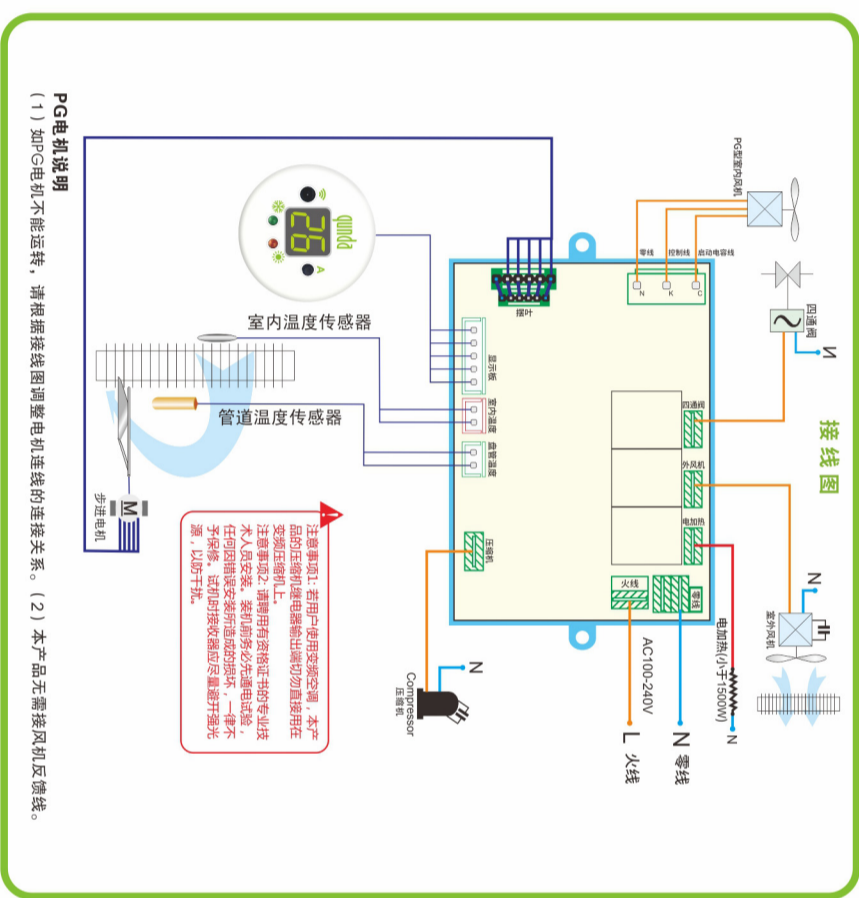 接线图
PG型室内风机
零线
控制线
启动电容线
N
K
C
四通阀
N
N
室外风机
电加热(小于1500W)
N
N 零线
L 火线
AC100-240V
摆叶
四通阀
外风机
电加热
零线
火线
显示板
室内温度
盘管温度
压缩机
N
Compressor
压缩机
qunda
26
A
室内温度传感器
管道温度传感器
M
步进电机
注意事项1: 若用户使用变频空调，本产
品的压缩机继电器输出端切勿直接用在
变频压缩机上。
注意事项2: 请聘用有资格证书的专业技
术人员安装。装机前务必先通电试验，
任何因错误安装所造成的损坏，一律不
予保修。试机时接收器应尽量避开强光
源，以防干扰。
PG电机说明
（1）如PG电机不能运转，请根据接线图调整电机连线的连接关系。（2）本产品无需接风机反馈线。